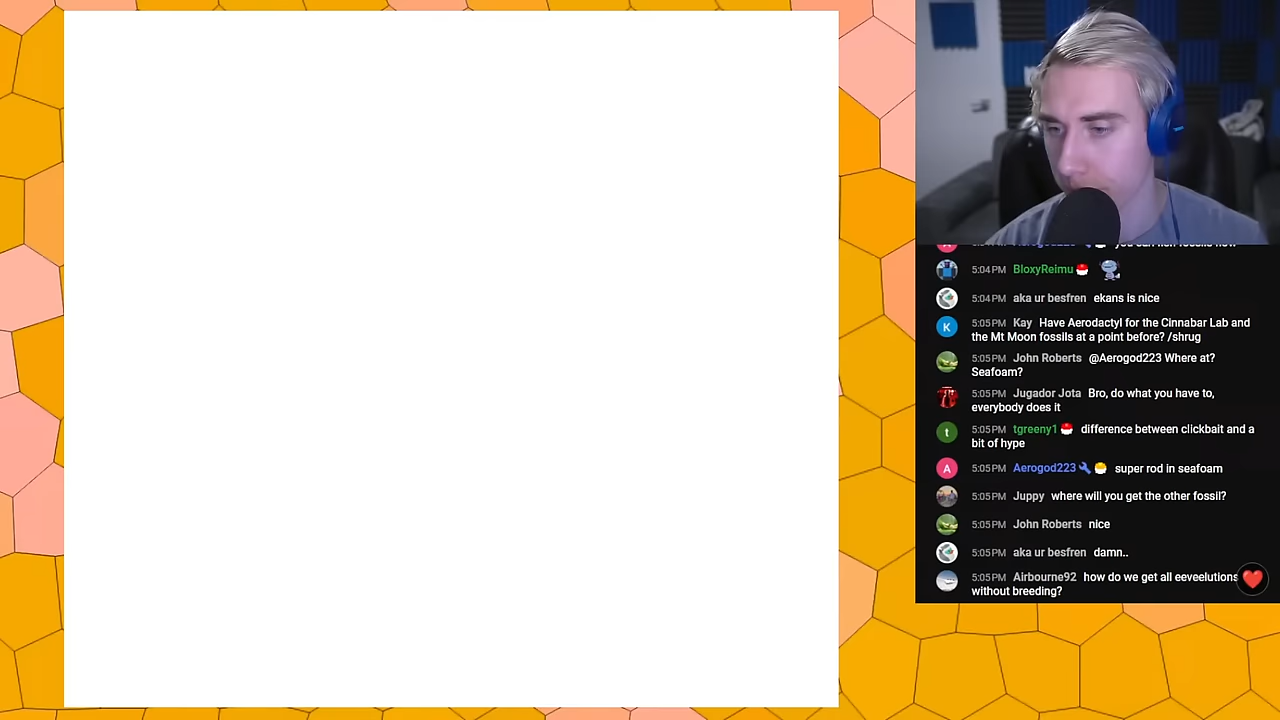 5:04PM BloxyReimu
5:04PM aka ur besfren ekans is nice
5:05PM Kay Have Aerodactyl for the Cinnabar Lab and
the Mt Moon fossils at a point before? /shrug
5:05PM John Roberts @Aerogod223 Where at?
Seafoam?
5:05PM Jugador Jota Bro, do what you have to,
everybody does it
5:05PM tgreeny1 difference between clickbait and a
bit of hype
5:05PM Aerogod223 super rod in seafoam
5:05PM Juppy where will you get the other fossil?
5:05PM John Roberts nice
5:05PM aka ur besfren damn..
5:05PM Airbourne92 how do we get all eeveelutions
without breeding?
K
t
A